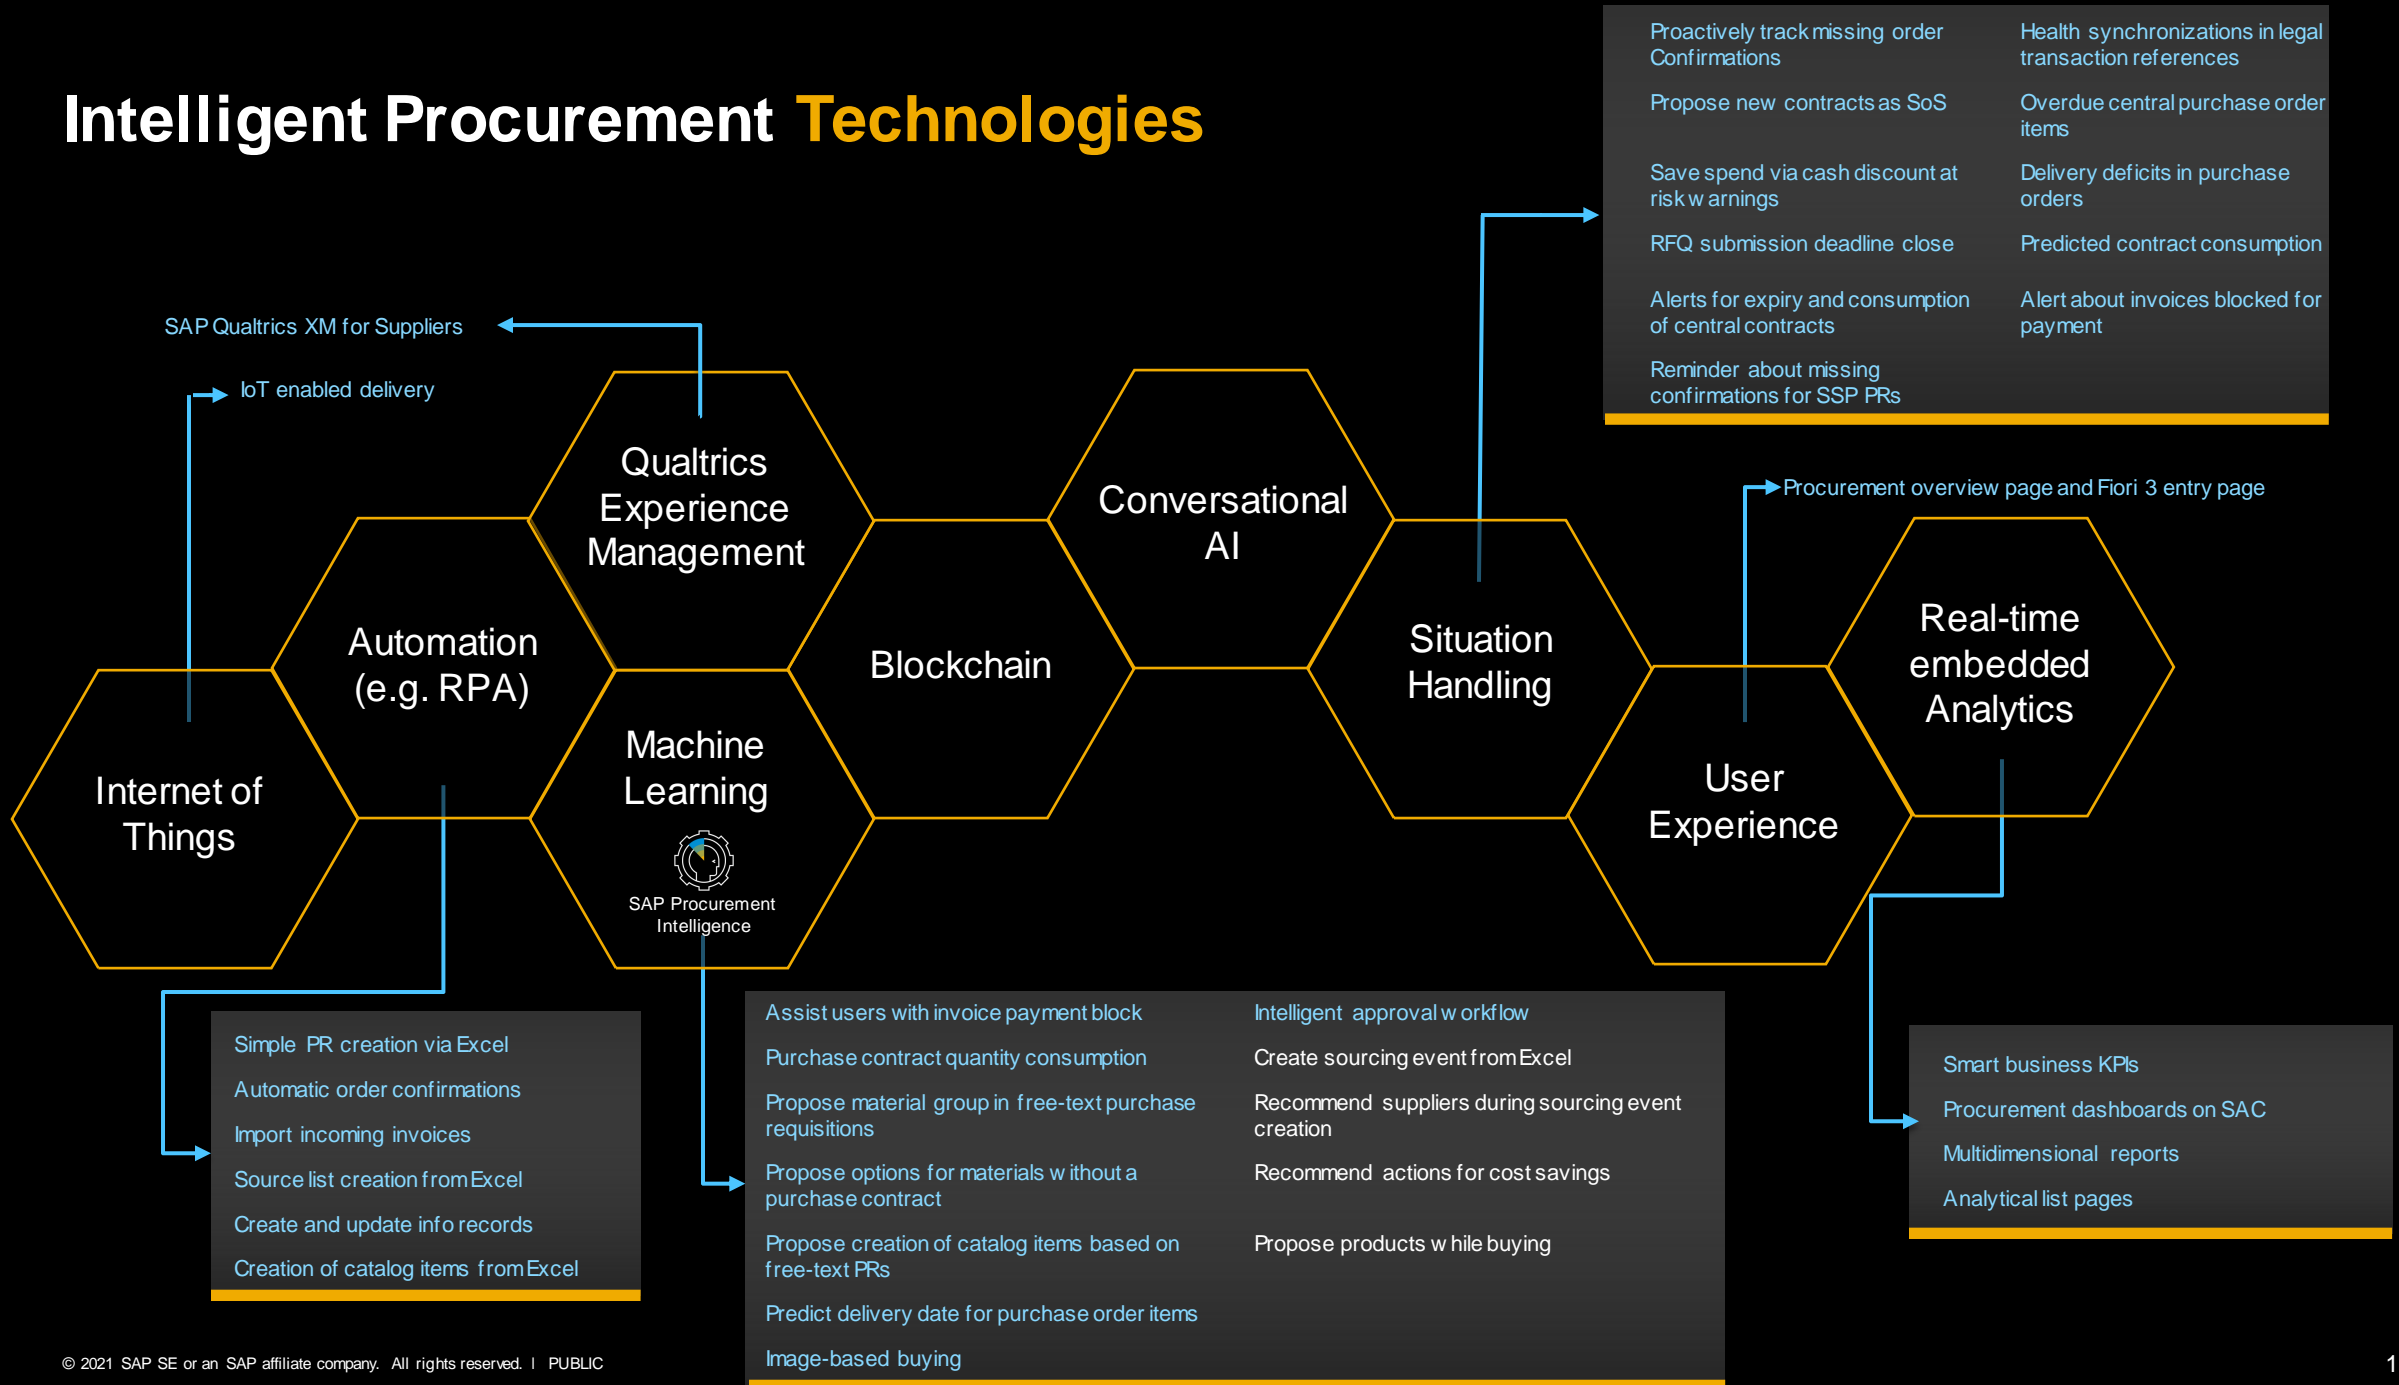 Intelligent Procurement Technologies
Proactively track missing order
Confirmations
Propose new contracts as SoS
Save spend via cash discount at
risk warnings
RFQ submission deadline close
Alerts for expiry and consumption
of central contracts
Reminder about missing
confirmations for SSP PRs
Health synchronizations in legal
transaction references
Overdue central purchase order
items
Delivery deficits in purchase
orders
Predicted contract consumption
Alert about invoices blocked for
payment
SAP Qualtrics XM for Suppliers
IoT enabled delivery
Procurement overview page and Fiori 3 entry page
Internet of
Things
Automation
(e.g. RPA)
Qualtrics
Experience
Management
Machine
Learning
SAP Procurement
Intelligence
Blockchain
Conversational
AI
Situation
Handling
User
Experience
Real-time
embedded
Analytics
Simple PR creation via Excel
Automatic order confirmations
Import incoming invoices
Source list creation from Excel
Create and update info records
Creation of catalog items from Excel
Assist users with invoice payment block
Purchase contract quantity consumption
Propose material group in free-text purchase
requisitions
Propose options for materials without a
purchase contract
Propose creation of catalog items based on
free-text PRs
Predict delivery date for purchase order items
Image-based buying
Intelligent approval workflow
Create sourcing event from Excel
Recommend suppliers during sourcing event
creation
Recommend actions for cost savings
Propose products while buying
Smart business KPIs
Procurement dashboards on SAC
Multidimensional reports
Analytical list pages
© 2021 SAP SE or an SAP affiliate company. All rights reserved. | PUBLIC
1